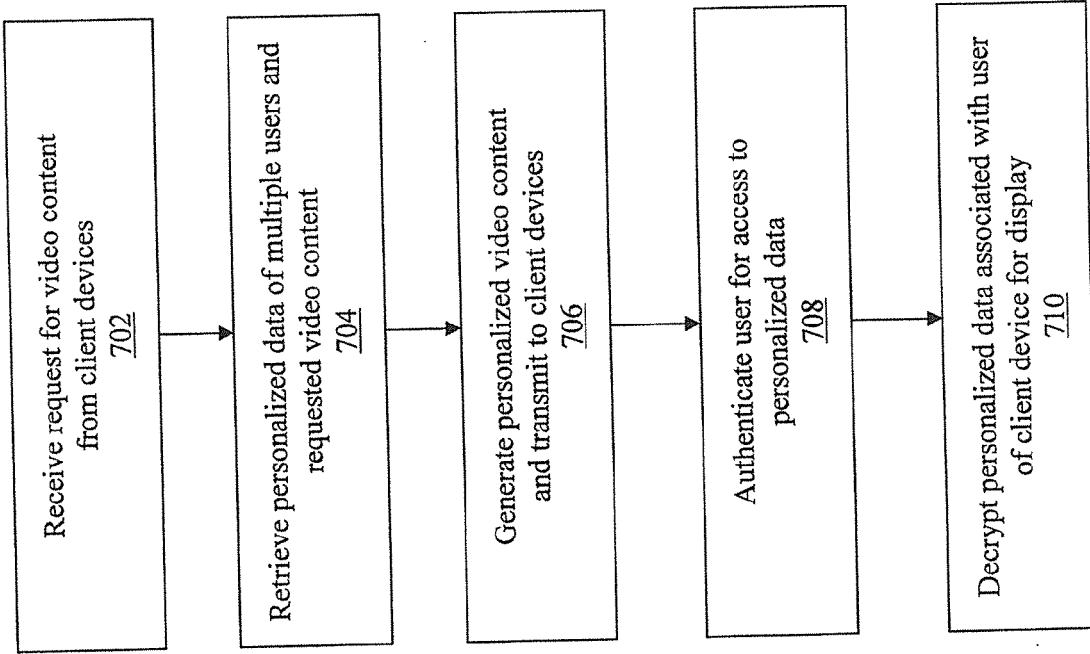 Receive request for video content
from client devices
702
Retrieve personalized data of multiple users and
requested video content
704
Generate personalized video content
and transmit to client devices
706
Authenticate user for access to
personalized data
708
Decrypt personalized data associated with user
of client device for display
710